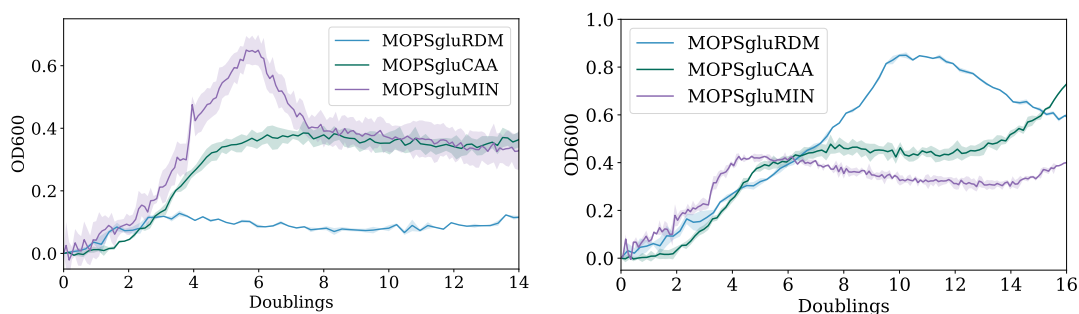 MOPSgluRDM
MOPSgluCAA
MOPSgluMIN
OD600
0.6
0.4
0.2
0.0
0 2 4 6 8 10 12 14
Doublings
MOPSgluRDM
MOPSgluCAA
MOPSgluMIN
OD600
1.0
0.8
0.6
0.4
0.2
0.0
0 2 4 6 8 10 12 14 16
Doublings